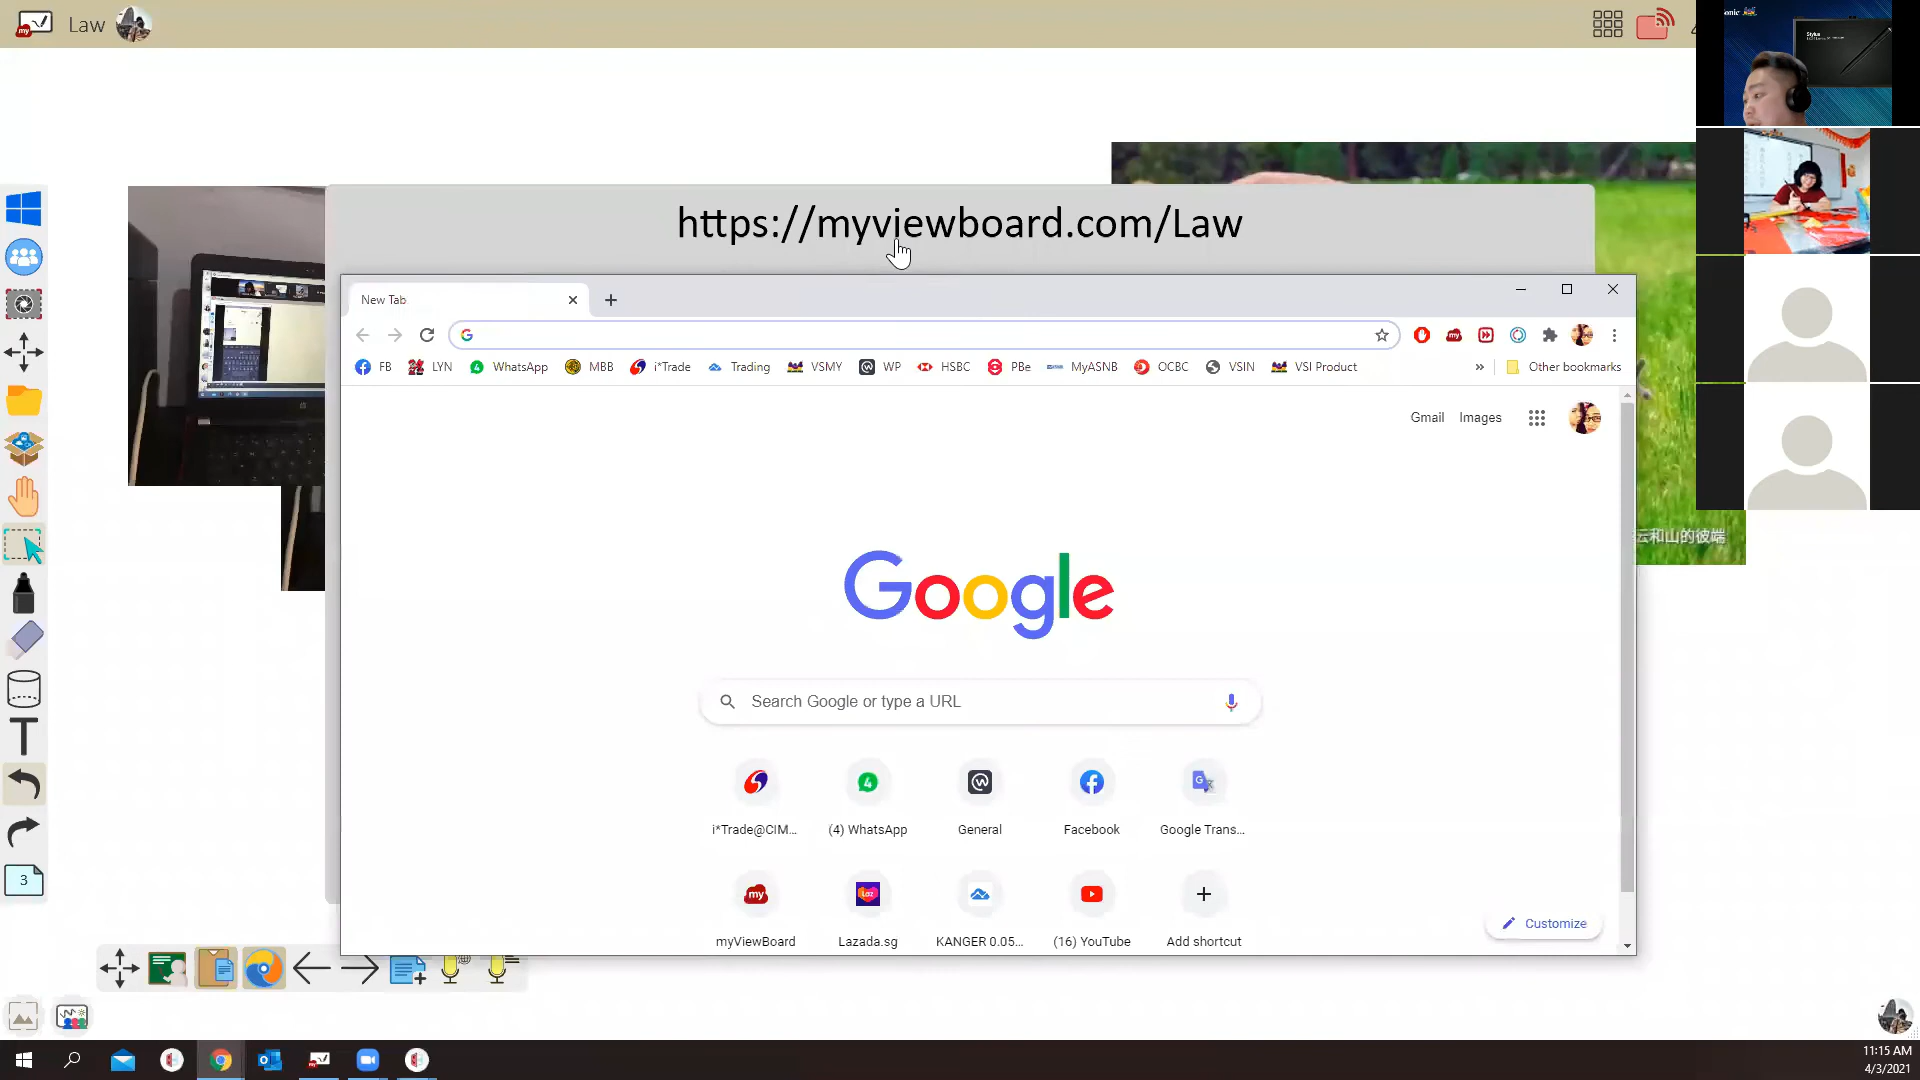 my
Law
onic
Stylus
https://myviewboard.com/Law
New Tab
FB
LYN
WhatsApp
MBB
i*Trade
Trading
VSMY
WP
HSBC
PBe
MyASNB
OCBC
VSIN
VSI Product
»
Other bookmarks
Gmail
Images
云和山的彼端
Google
Search Google or type a URL
i*Trade@CIM...
(4) WhatsApp
General
Facebook
Google Trans...
myViewBoard
Lazada.sg
KANGER 0.05...
(16) YouTube
Add shortcut
Customize
T
3
11:15 AM
4/3/2021